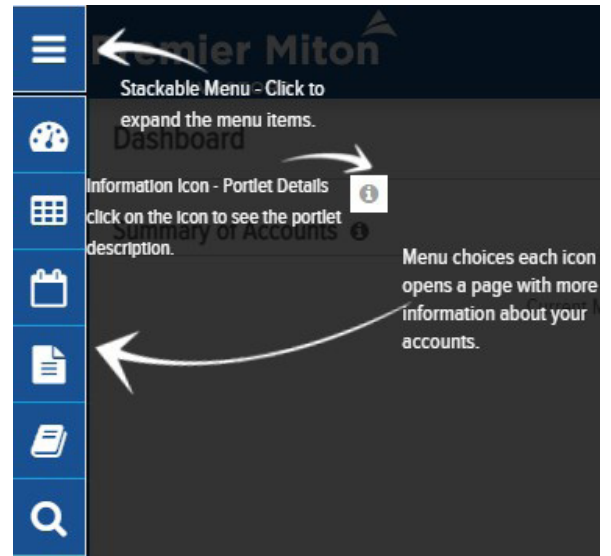 Premier Miton
Stackable Menu - Click to
expand the menu items.
Dashboard
Information Icon - Portlet Details
click on the icon to see the portlet
description.
Summary of Accounts
Menu choices each icon
opens a page with more
information about your
accounts.
Current